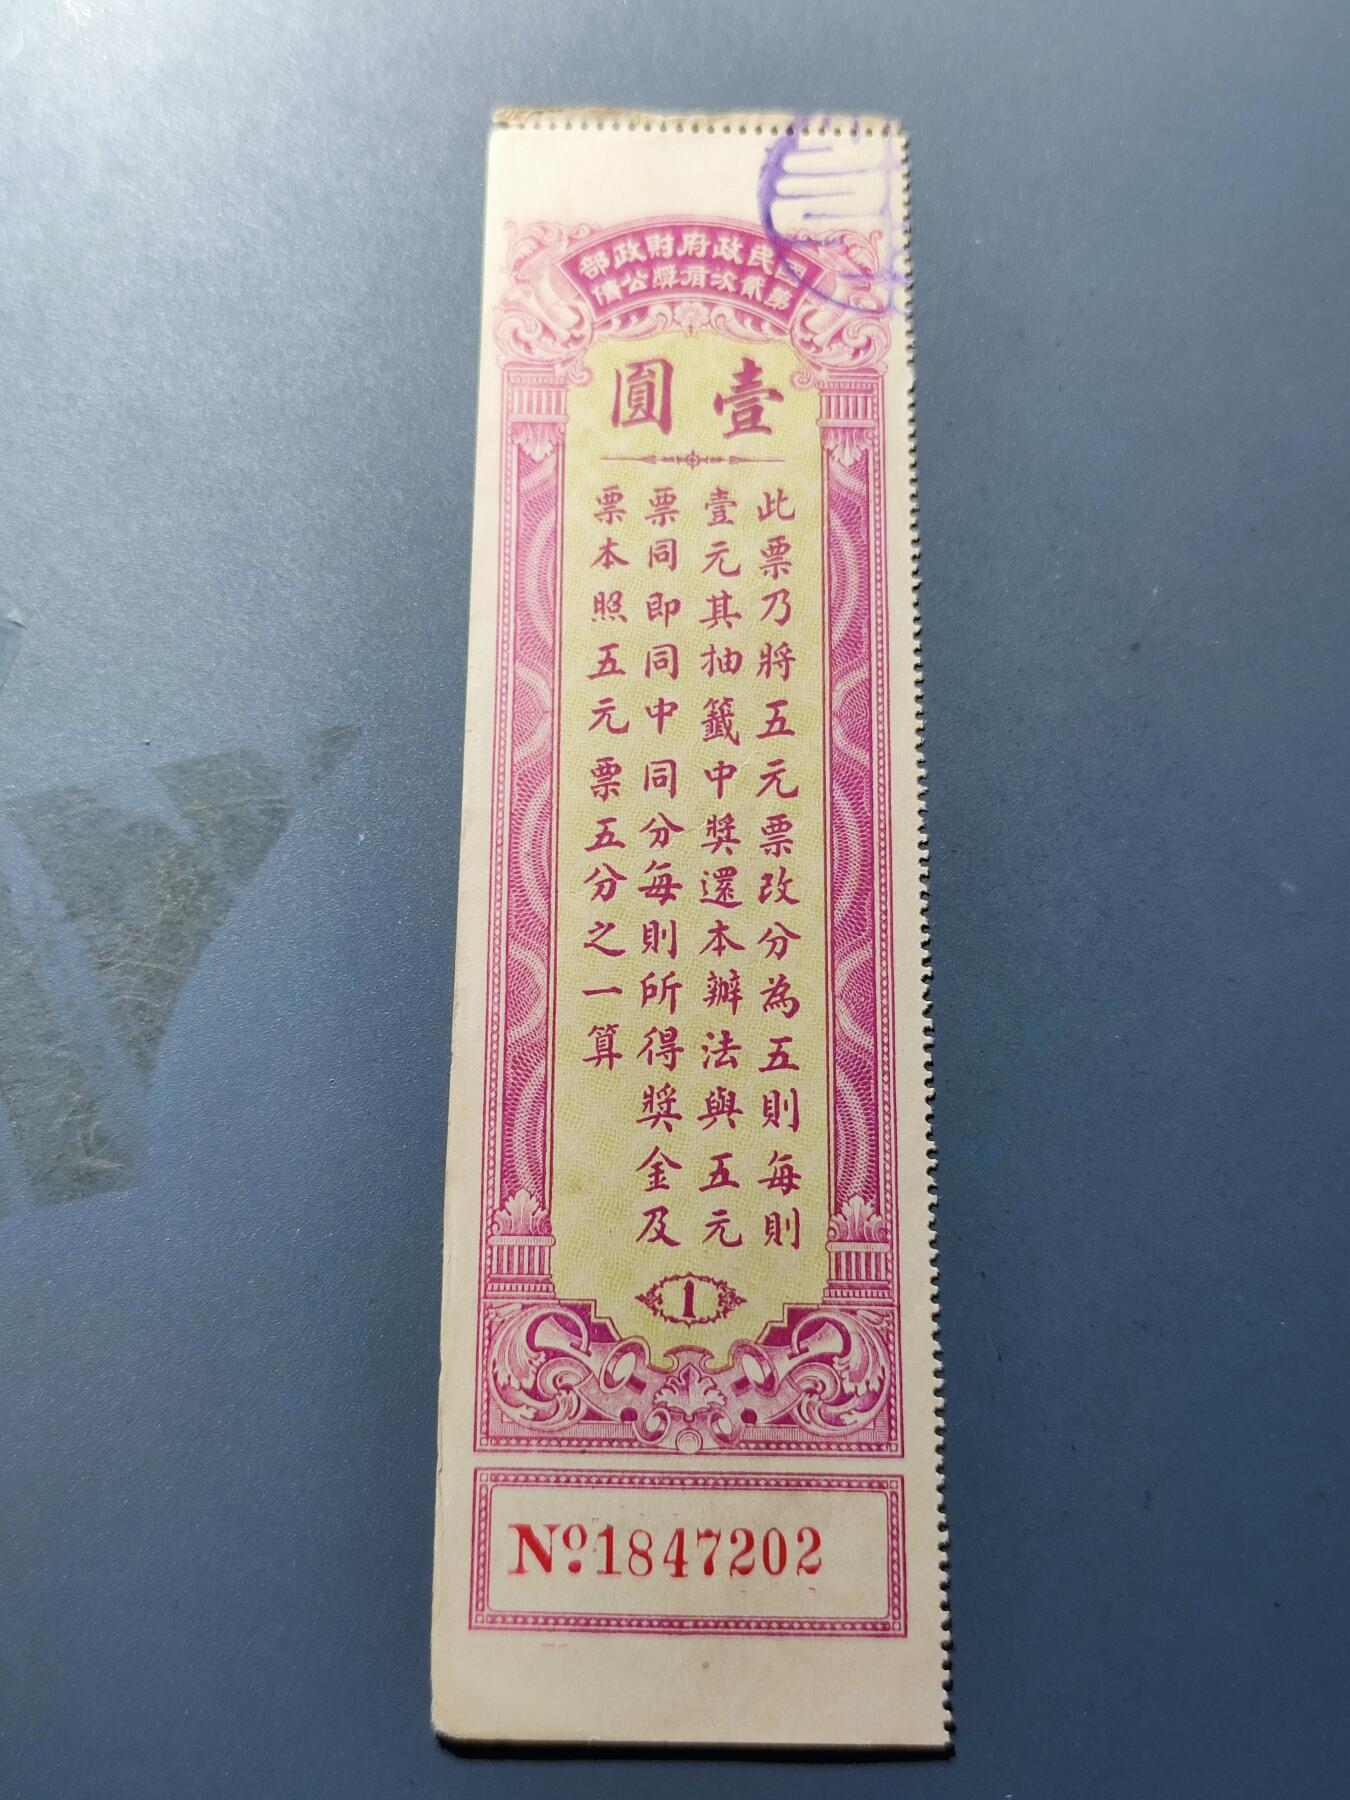 國民政府財政部
第貳次有獎公債
壹圓
此票乃將五元票改分為五則每則
壹元其抽籤中獎還本辦法與五元
票同即同中同分每則所得獎金及
票本照五元票五分之一算
1
No.1847202